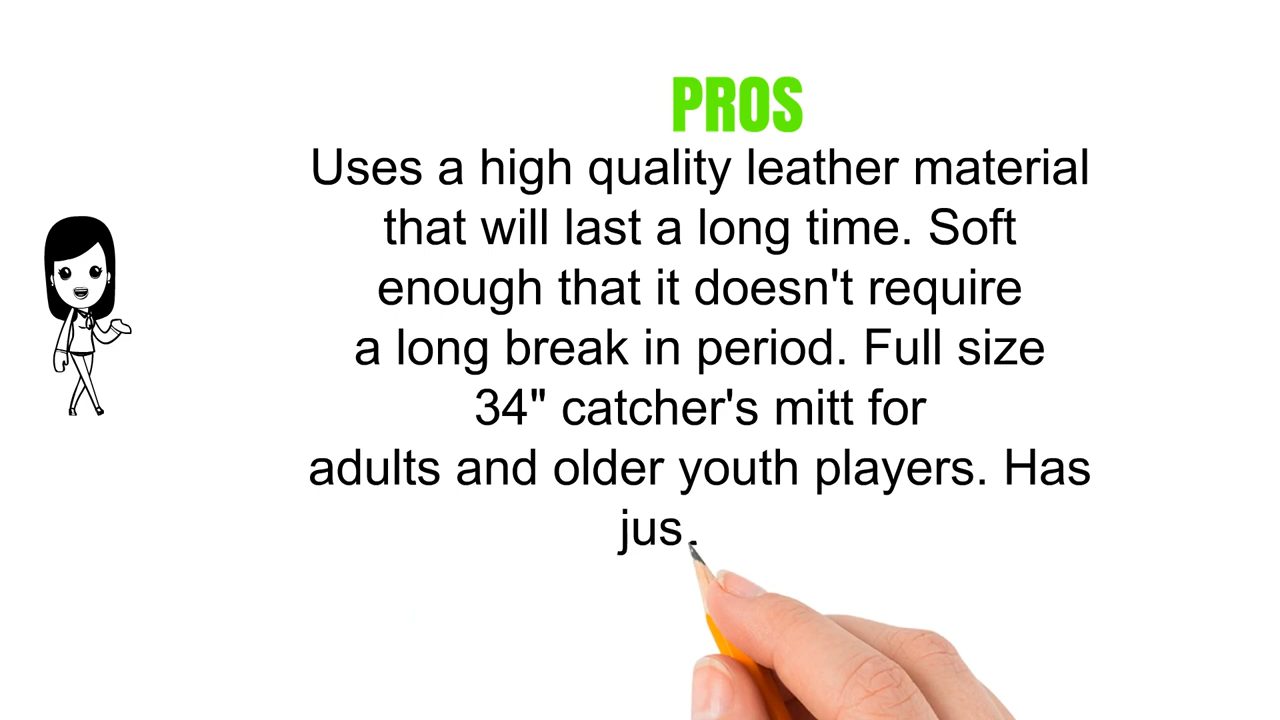 PROS
Uses a high quality leather material
that will last a long time. Soft
enough that it doesn't require
a long break in period. Full size
34" catcher's mitt for
adults and older youth players. Has
jus